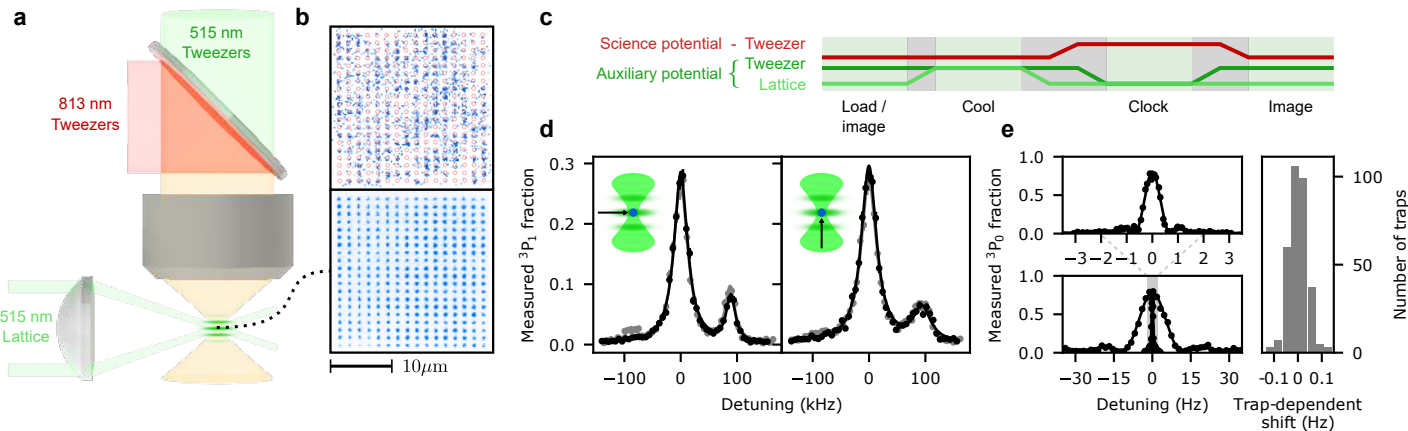 a
515 nm
Tweezers
813 nm
Tweezers
515 nm
Lattice
b
10μm
c
Science potential - Tweezer
Auxiliary potential { Tweezer
Lattice
Load /
image
Cool
Clock
Image
d
Measured ³P₁ fraction
0.3
0.2
0.1
0.0
−100 0 100
−100 0 100
Detuning (kHz)
e
Measured ³P₀ fraction
1.0
0.5
0.0
−3 −2 −1 0 1 2 3
1.0
0.5
0.0
−30 −15 0 15 30
Detuning (Hz)
100
50
0
Number of traps
-0.1 0 0.1
Trap-dependent
shift (Hz)